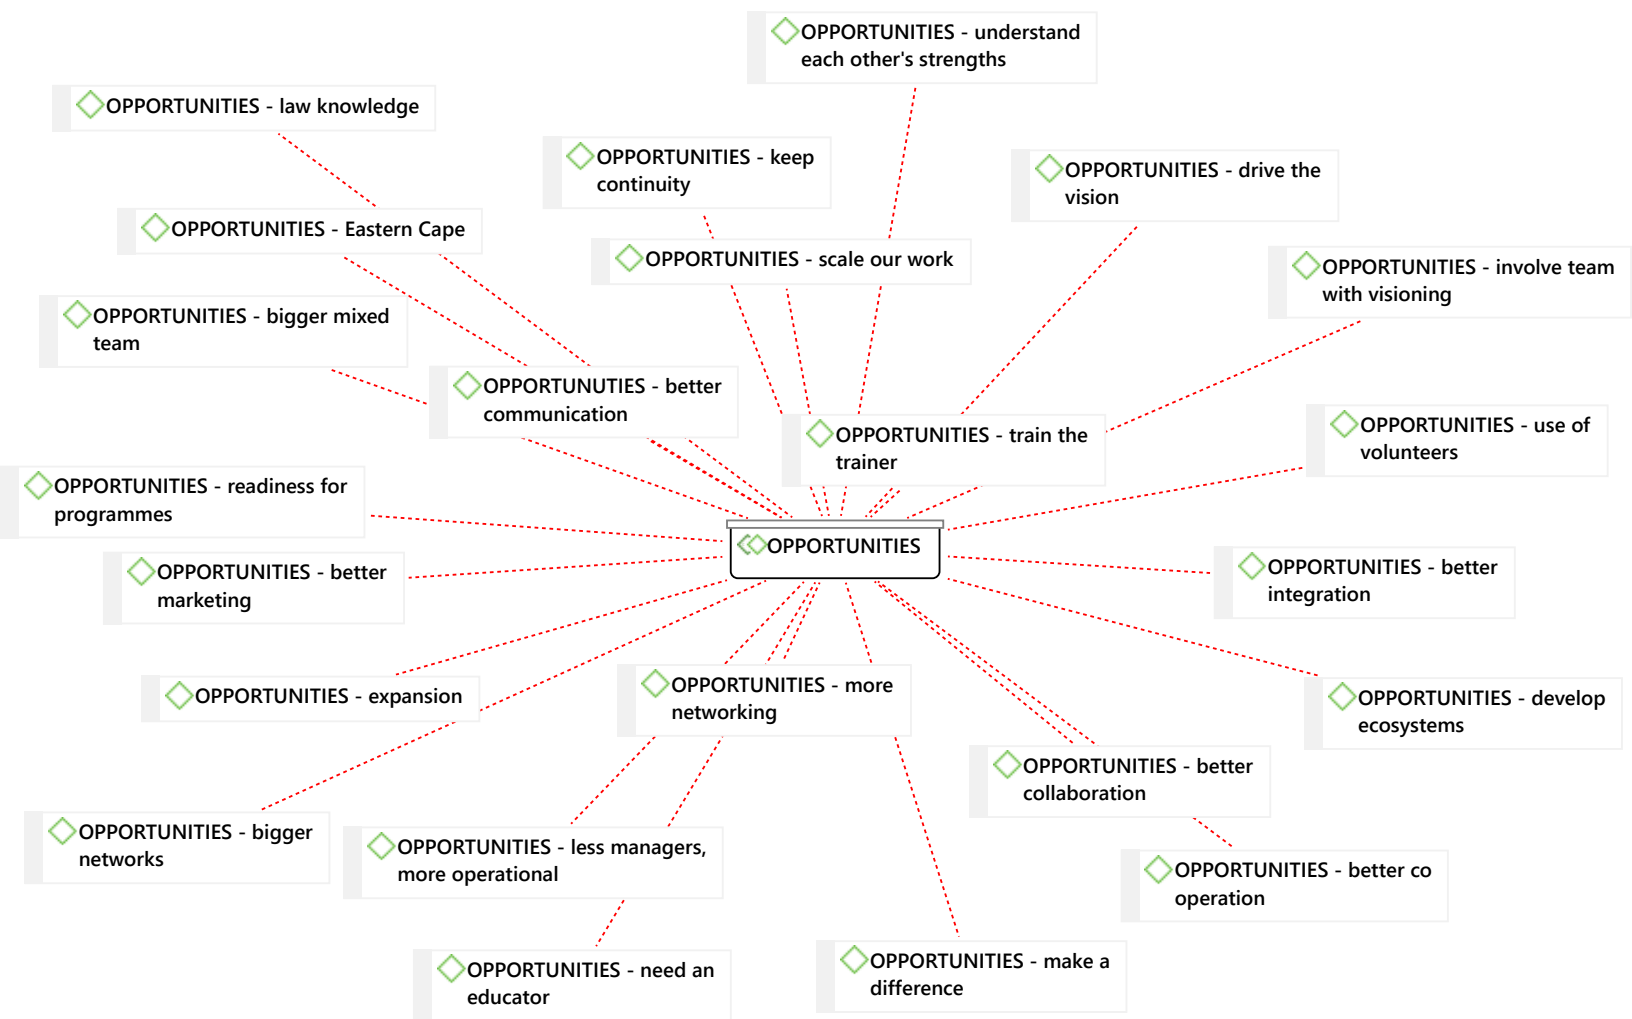 OPPORTUNITIES - understand
each other's strengths
OPPORTUNITIES - law knowledge
OPPORTUNITIES - keep
continuity
OPPORTUNITIES - drive the
vision
OPPORTUNITIES - Eastern Cape
OPPORTUNITIES - scale our work
OPPORTUNITIES - involve team
with visioning
OPPORTUNITIES - bigger mixed
team
OPPORTUNUTIES - better
communication
OPPORTUNITIES - train the
trainer
OPPORTUNITIES - use of
volunteers
OPPORTUNITIES - readiness for
programmes
OPPORTUNITIES
OPPORTUNITIES - better
marketing
OPPORTUNITIES - better
integration
OPPORTUNITIES - expansion
OPPORTUNITIES - more
networking
OPPORTUNITIES - develop
ecosystems
OPPORTUNITIES - better
collaboration
OPPORTUNITIES - bigger
networks
OPPORTUNITIES - less managers,
more operational
OPPORTUNITIES - better co
operation
OPPORTUNITIES - need an
educator
OPPORTUNITIES - make a
difference